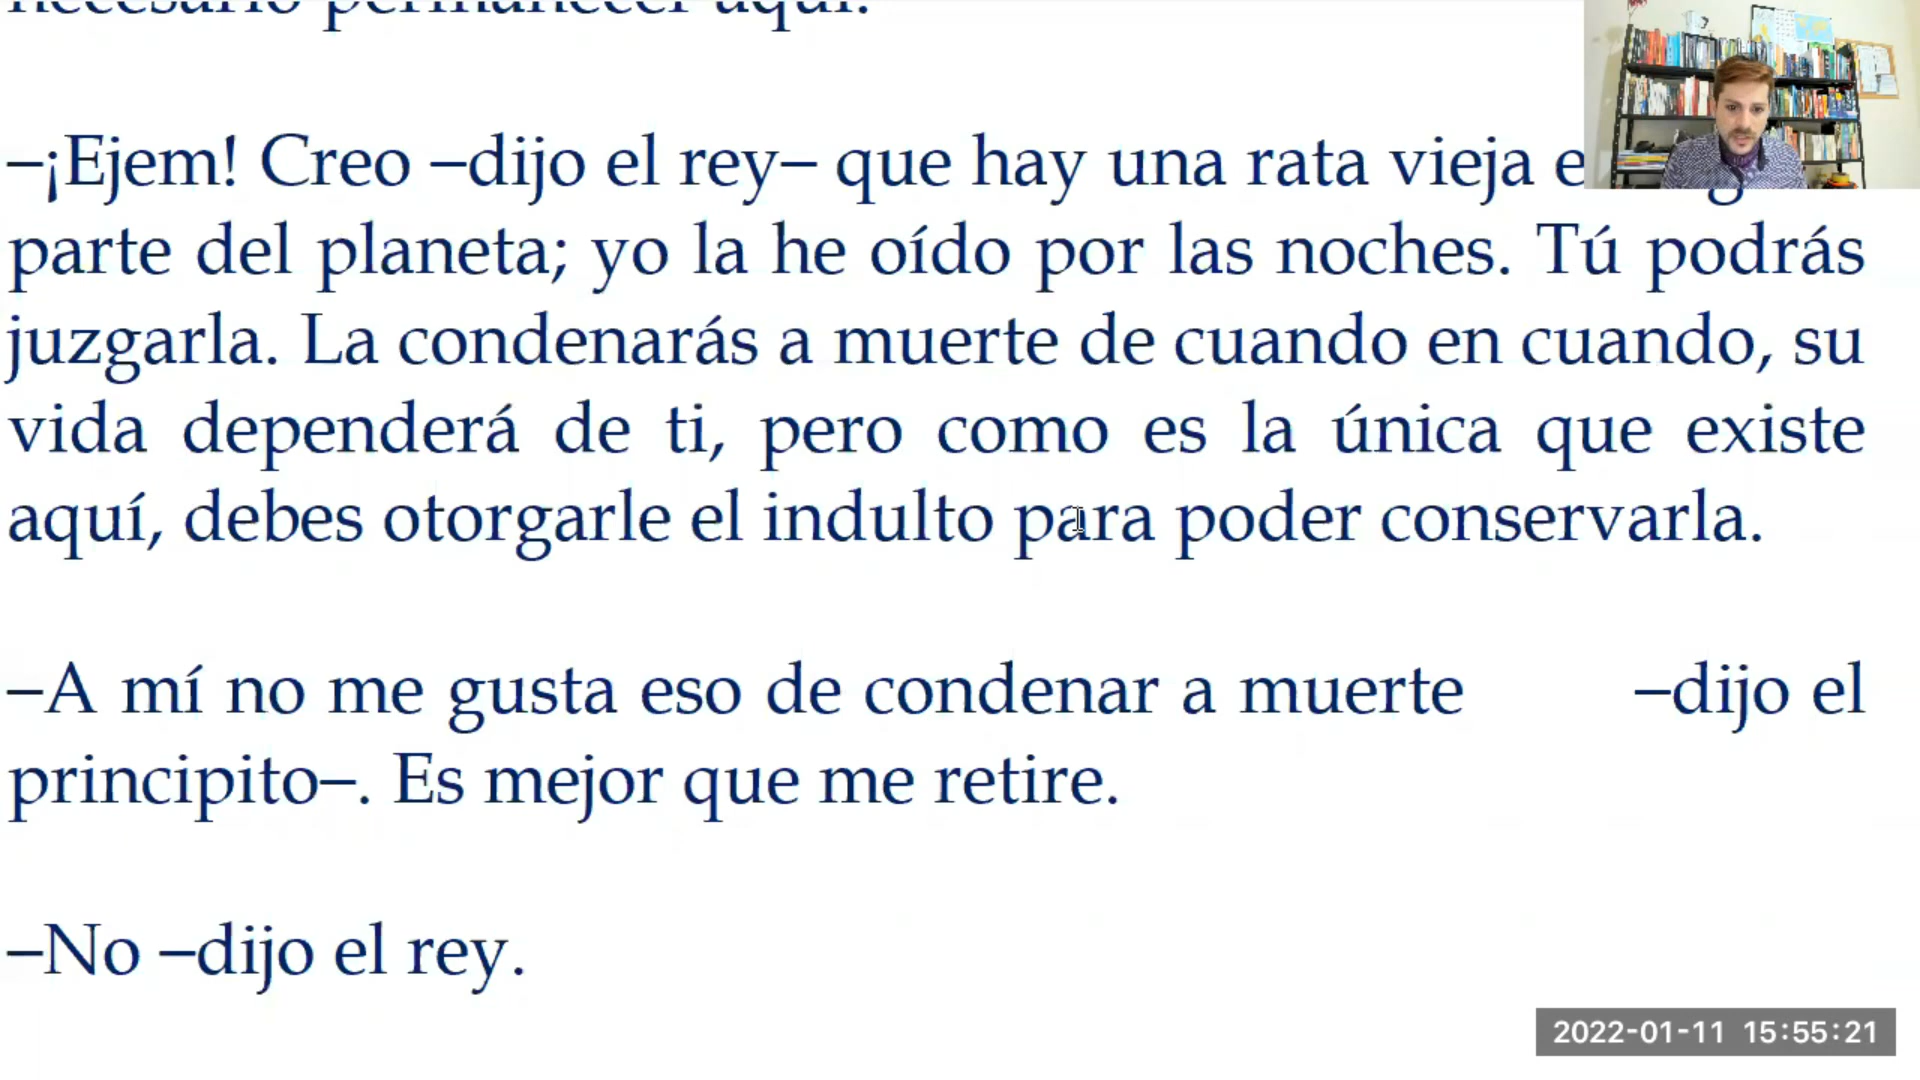 necesario permanecer aquí.
–¡Ejem! Creo –dijo el rey– que hay una rata vieja
parte del planeta; yo la he oído por las noches. Tú podrás
juzgarla. La condenarás a muerte de cuando en cuando, su
vida dependerá de ti, pero como es la única que existe
aquí, debes otorgarle el indulto para poder conservarla.
–A mí no me gusta eso de condenar a muerte –dijo el
principito–. Es mejor que me retire.
–No –dijo el rey.
2022-01-11 15:55:21